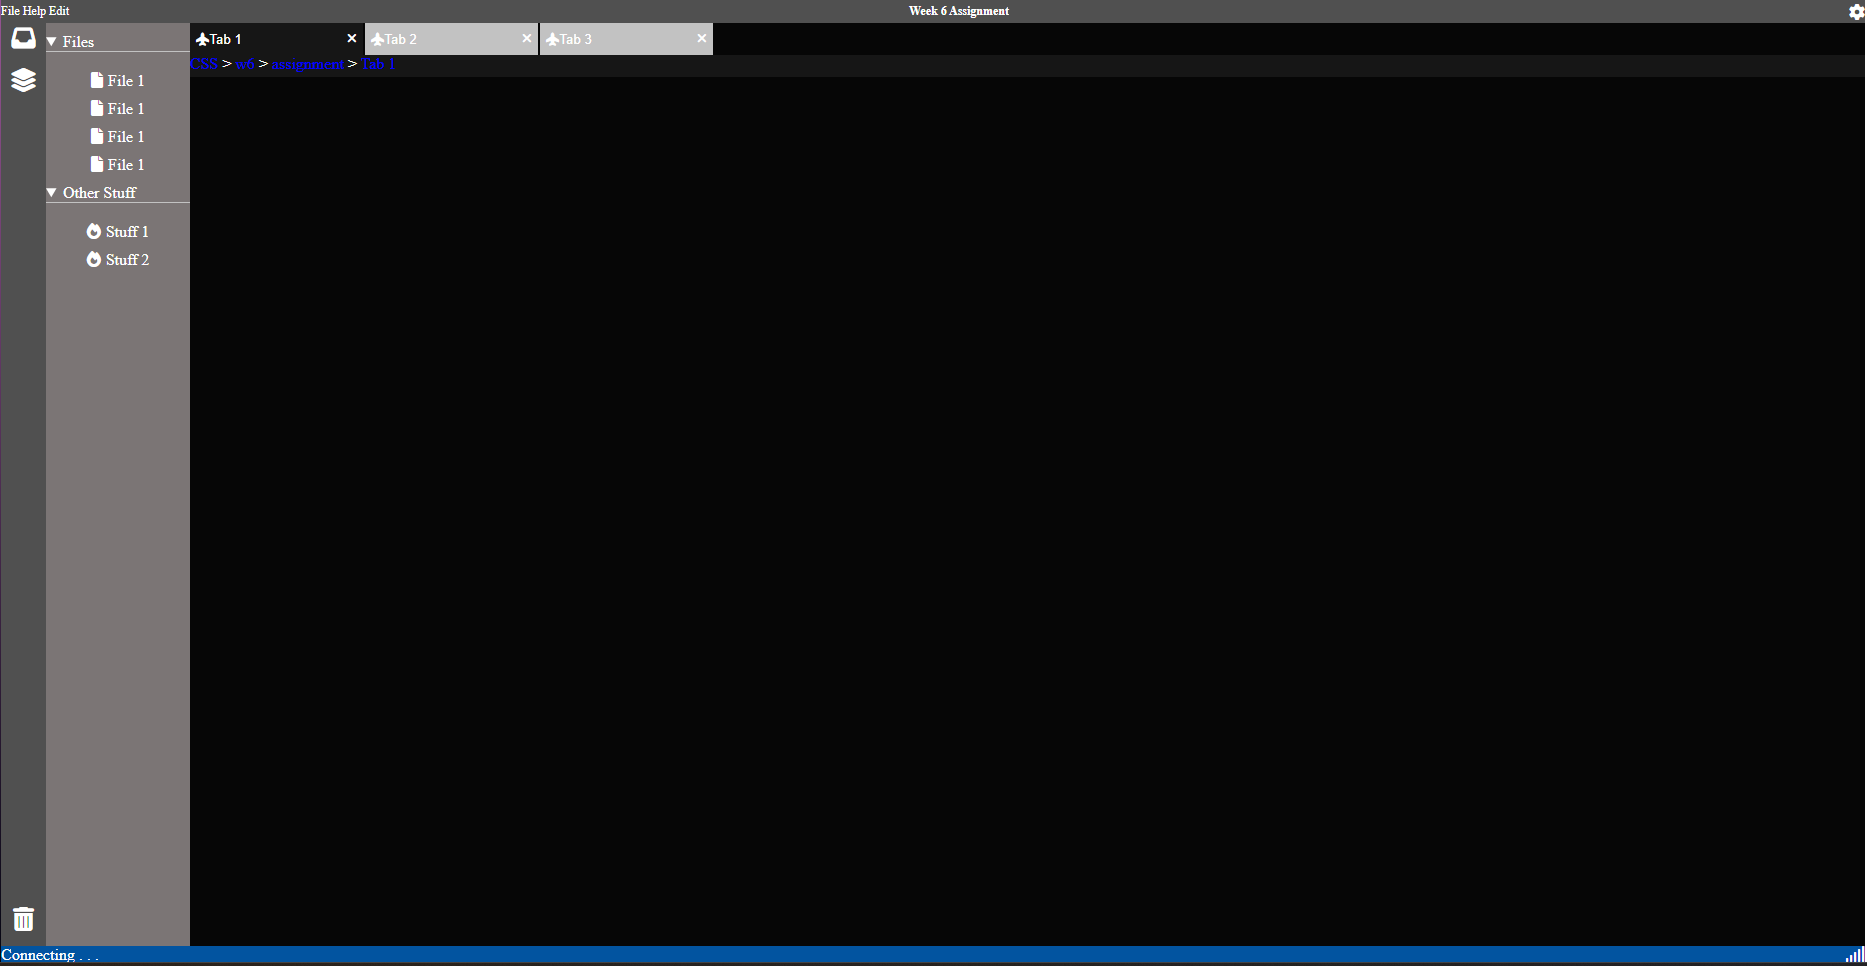 File Help Edit
Week 6 Assignment
Files
File 1
File 1
File 1
File 1
Other Stuff
Stuff 1
Stuff 2
Tab 1
Tab 2
Tab 3
CSS > w6 > assignment > Tab 1
Connecting . . .